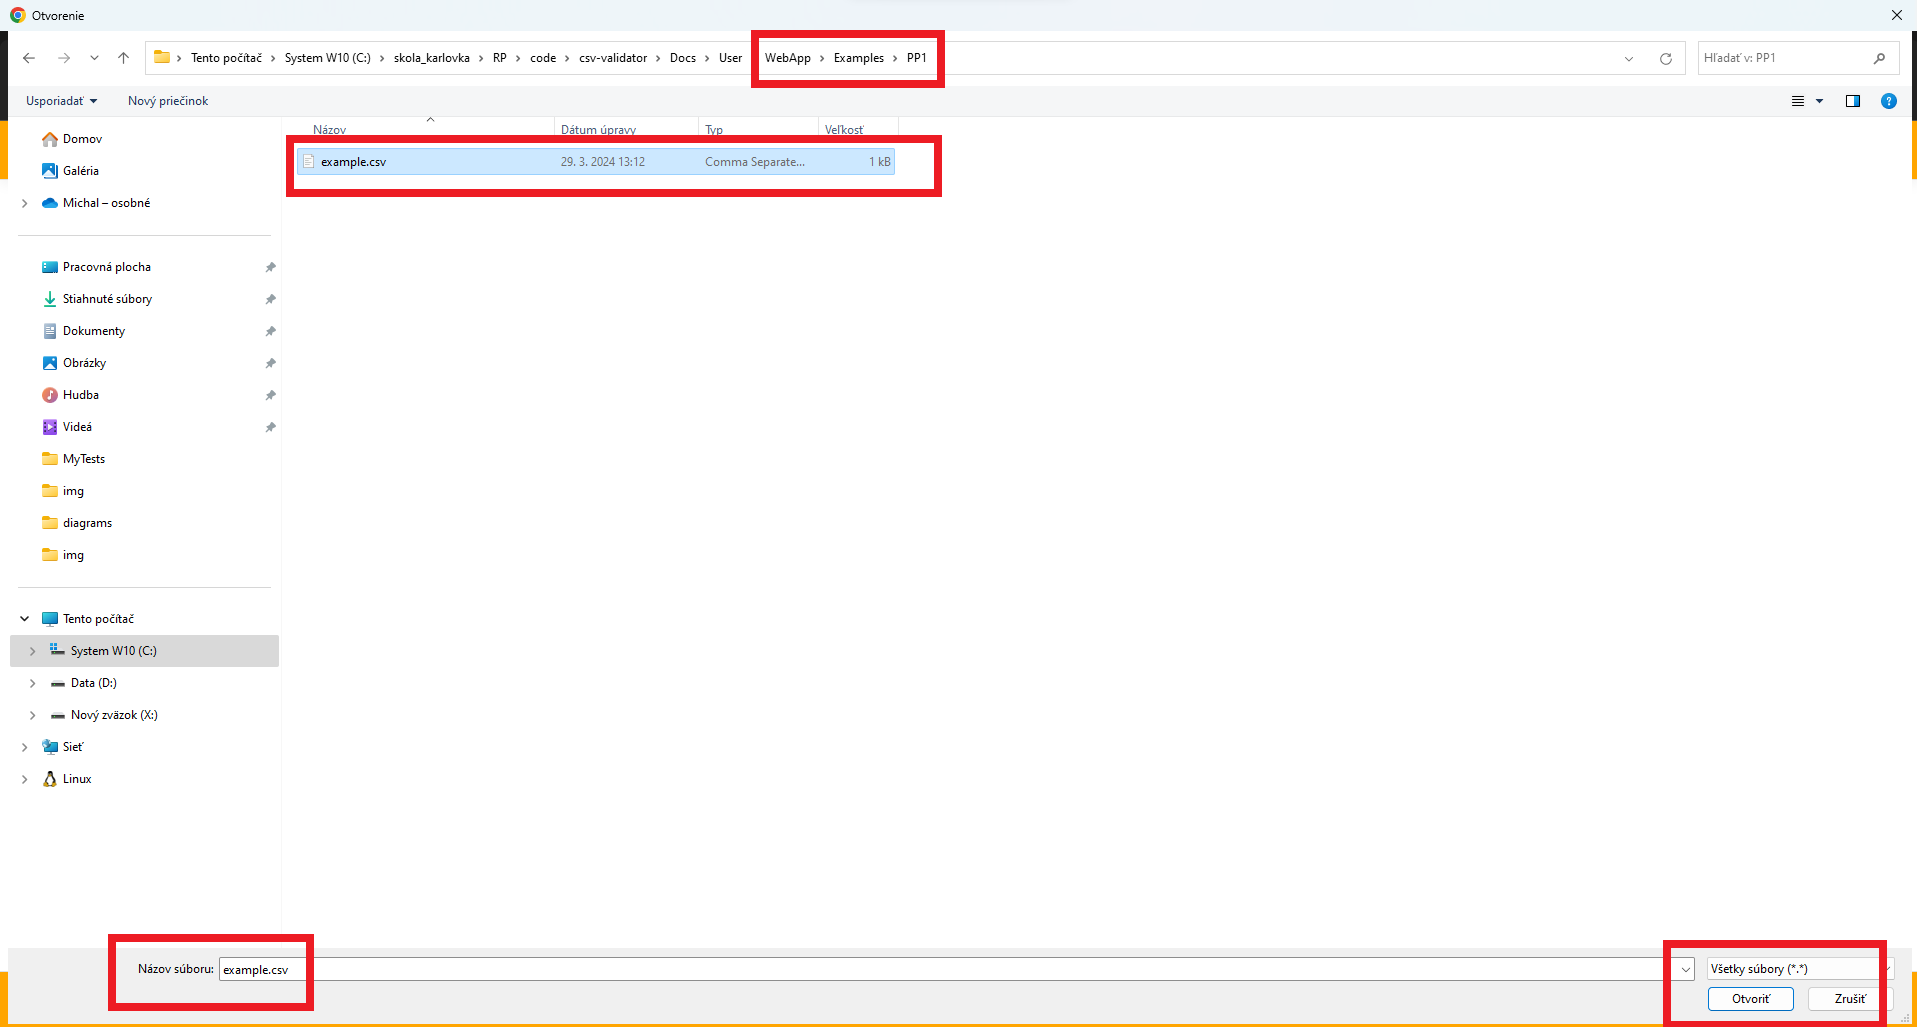 Otvorenie
Tento počítač System W10 (C:) skola_karlovka RP code csv-validator Docs User WebApp Examples PP1 Hľadať v: PP1
Usporiadať Nový priečinok
Názov Dátum úpravy Typ Veľkosť
example.csv 29. 3. 2024 13:12 Comma Separate... 1 kB
Domov
Galéria
Michal – osobné
Pracovná plocha
Stiahnuté súbory
Dokumenty
Obrázky
Hudba
Videá
MyTests
img
diagrams
img
Tento počítač
System W10 (C:)
Data (D:)
Nový zväzok (X:)
Sieť
Linux
Názov súboru: example.csv Všetky súbory (*.*)
Otvoriť Zrušiť